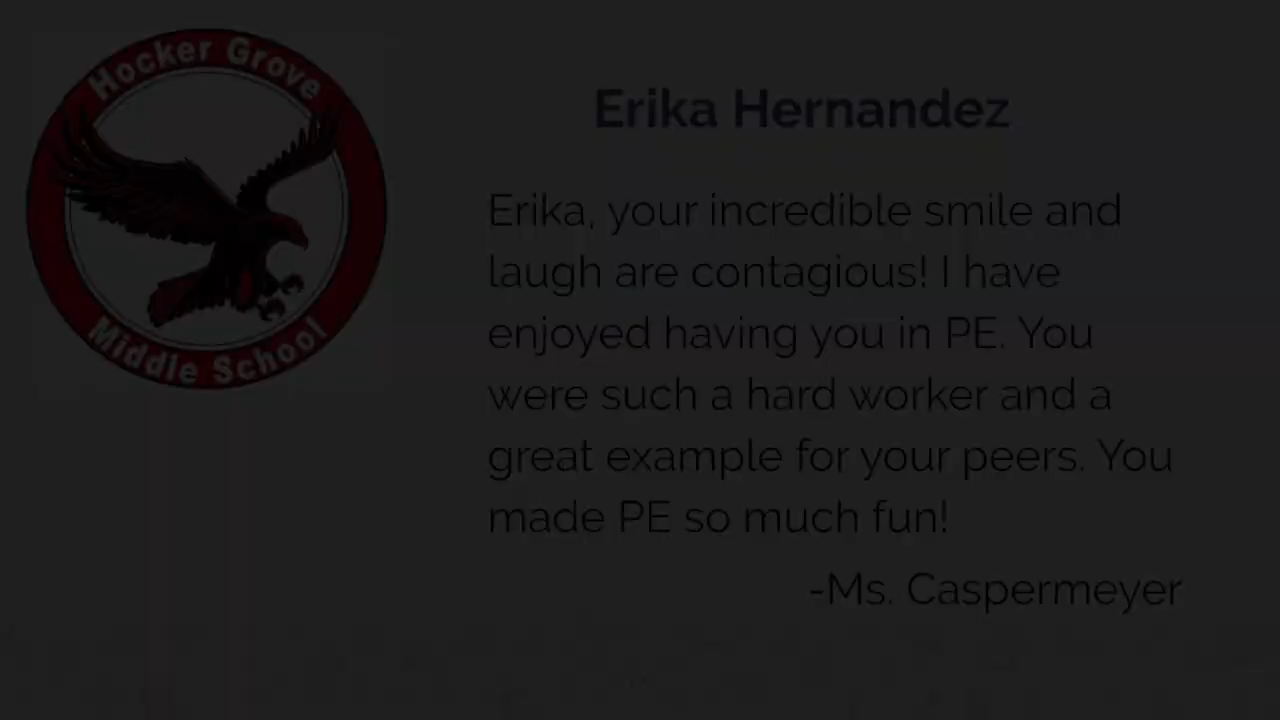 Hocker Grove
Middle School
Erika Hernandez
Erika, your incredible smile and
laugh are contagious! I have
enjoyed having you in PE. You
were such a hard worker and a
great example for your peers. You
made PE so much fun!
-Ms. Caspermeyer